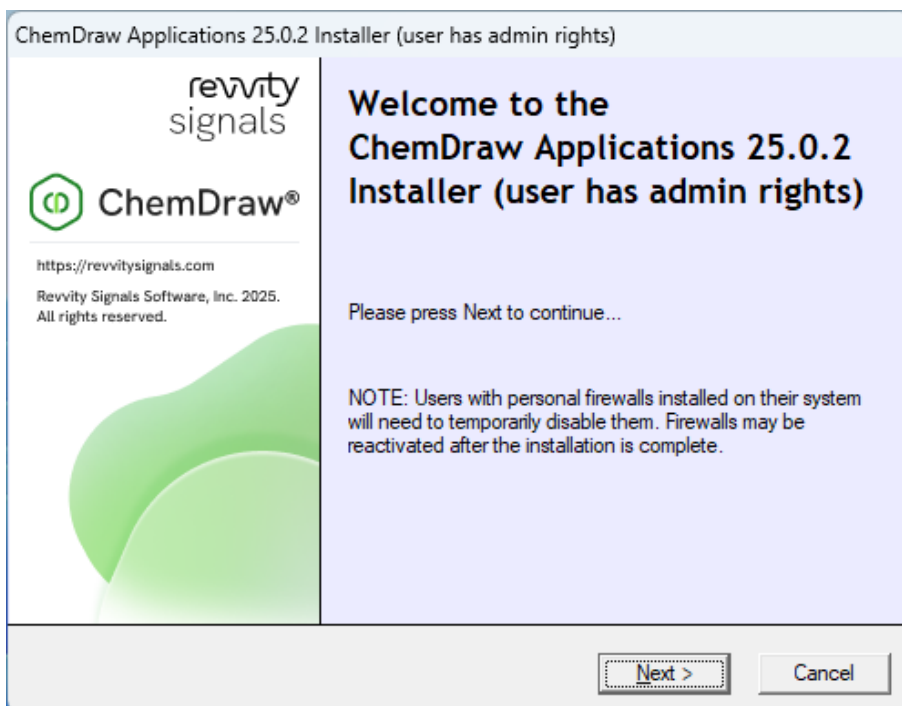 ChemDraw Applications 25.0.2 Installer (user has admin rights)
revvity
signals
ChemDraw®
https://revvitysignals.com
Revvity Signals Software, Inc. 2025.
All rights reserved.
Welcome to the
ChemDraw Applications 25.0.2
Installer (user has admin rights)
Please press Next to continue...
NOTE: Users with personal firewalls installed on their system
will need to temporarily disable them. Firewalls may be
reactivated after the installation is complete.
Next >
Cancel